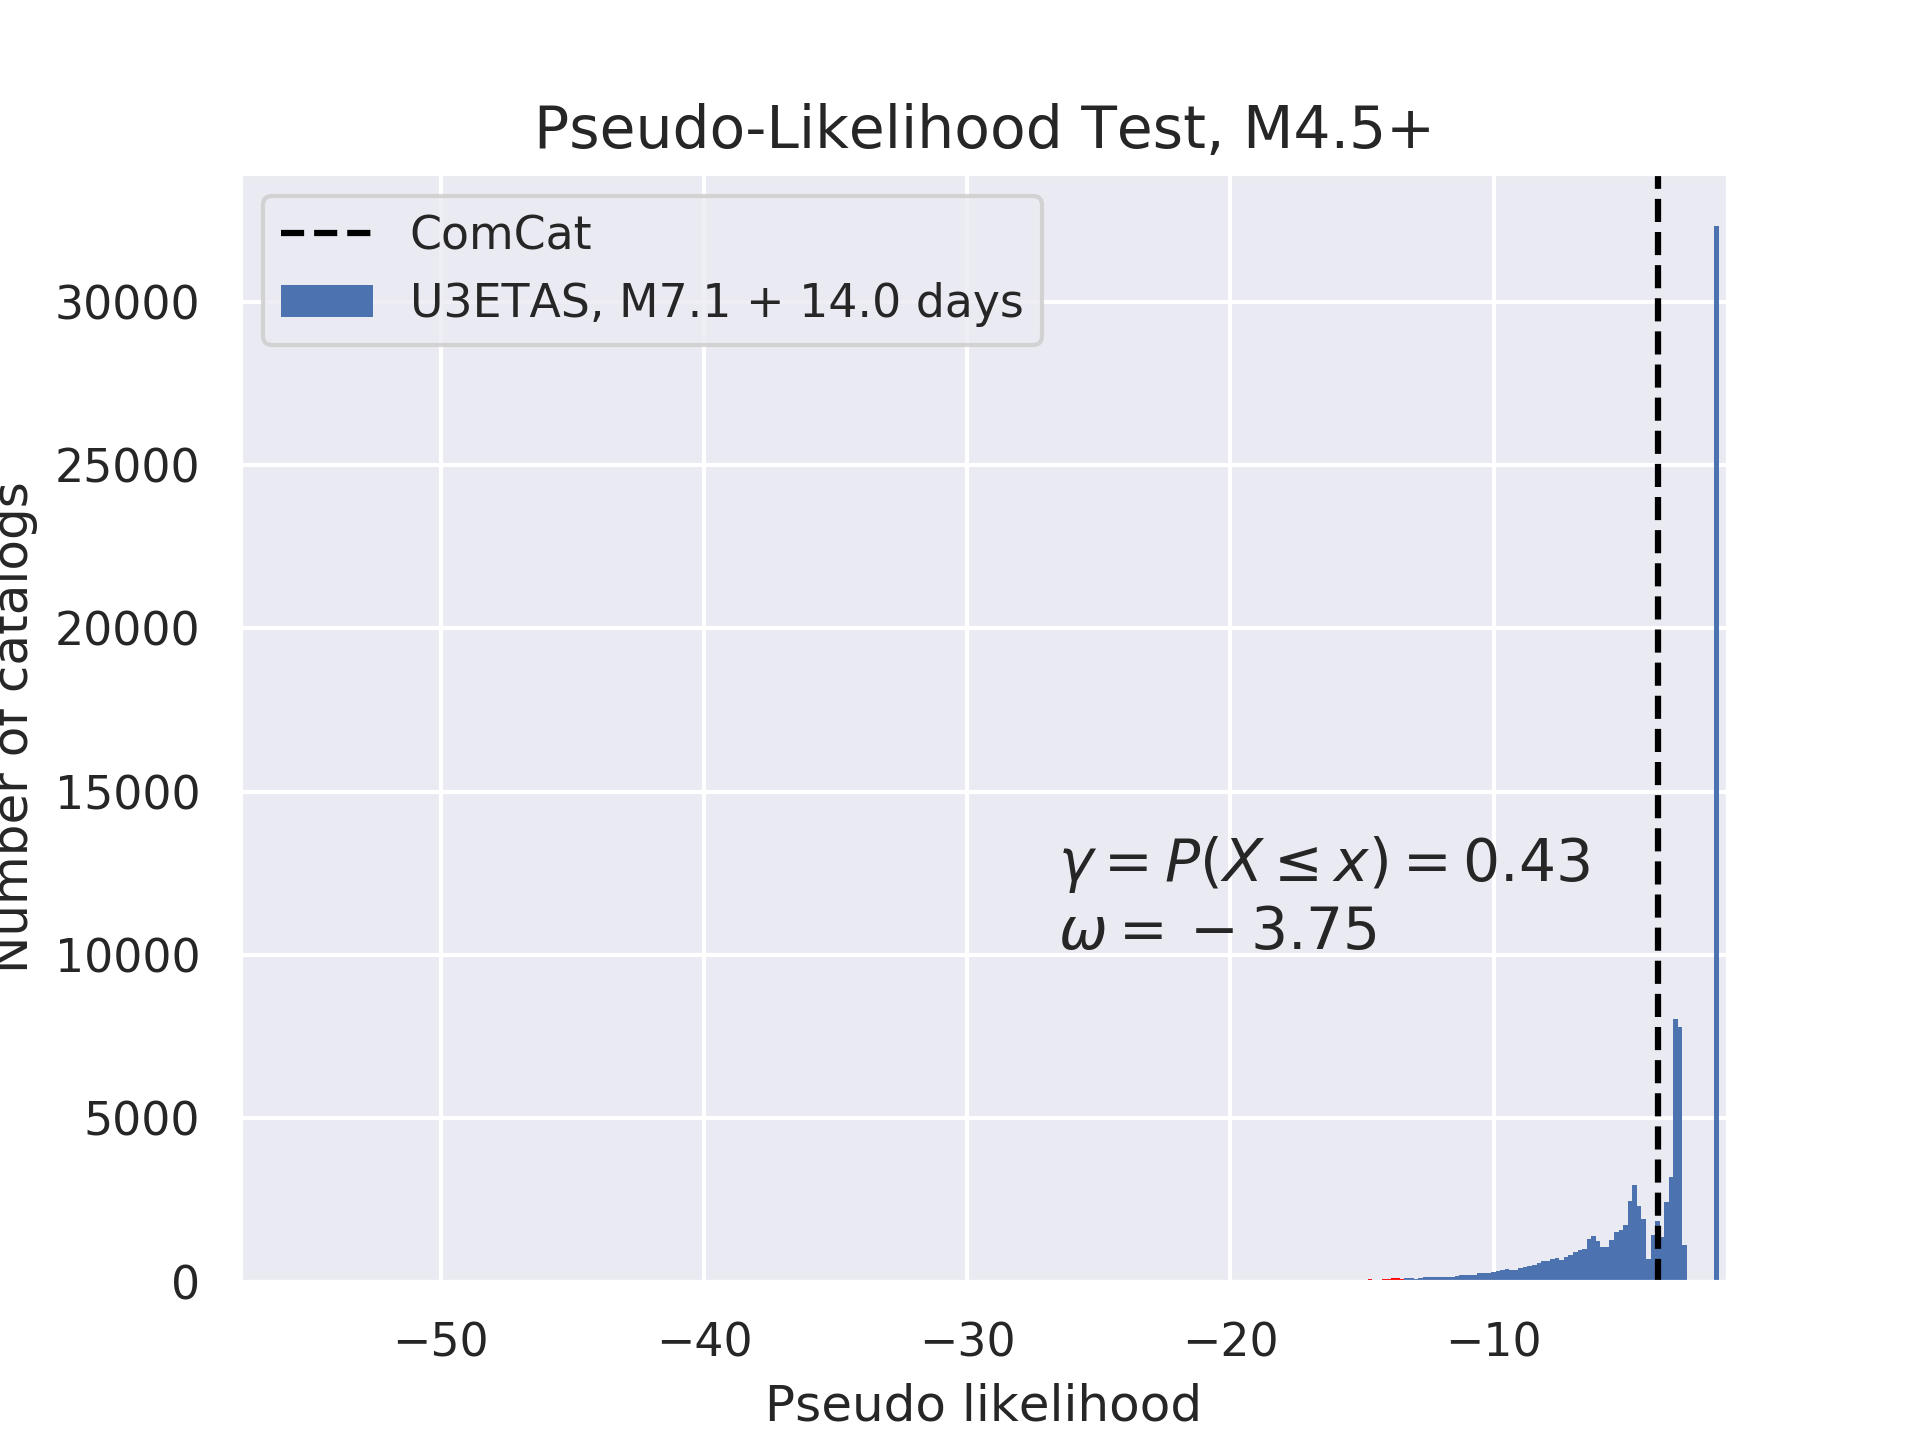 Pseudo-Likelihood Test, M4.5+
ComCat
U3ETAS, M7.1 + 14.0 days
30000
25000
20000
15000
10000
5000
0
Number of catalogs
γ = P(X ≤ x) = 0.43
ω = −3.75
−50 −40 −30 −20 −10
Pseudo likelihood